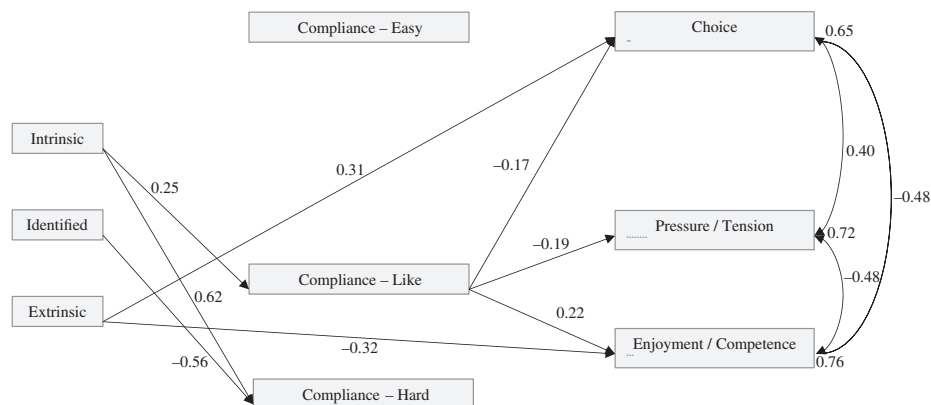 Compliance – Easy
Choice
0.65
Intrinsic
0.31
–0.17
0.40
0.25
–0.48
Identified
Pressure / Tension
0.72
–0.19
Compliance – Like
–0.48
0.62
Extrinsic
0.22
–0.32
Enjoyment / Competence
–0.56
0.76
Compliance – Hard